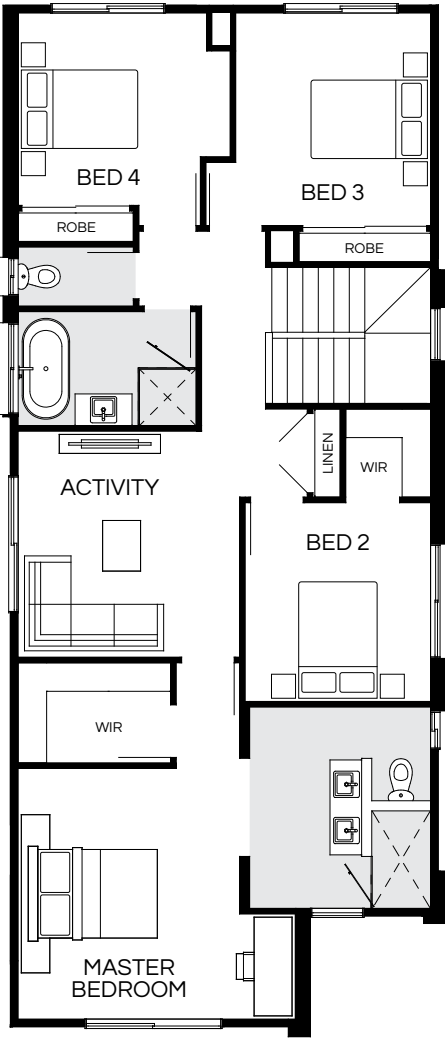 BED 4
BED 3
ROBE
ROBE
LINEN
WIR
ACTIVITY
BED 2
WIR
MASTER
BEDROOM